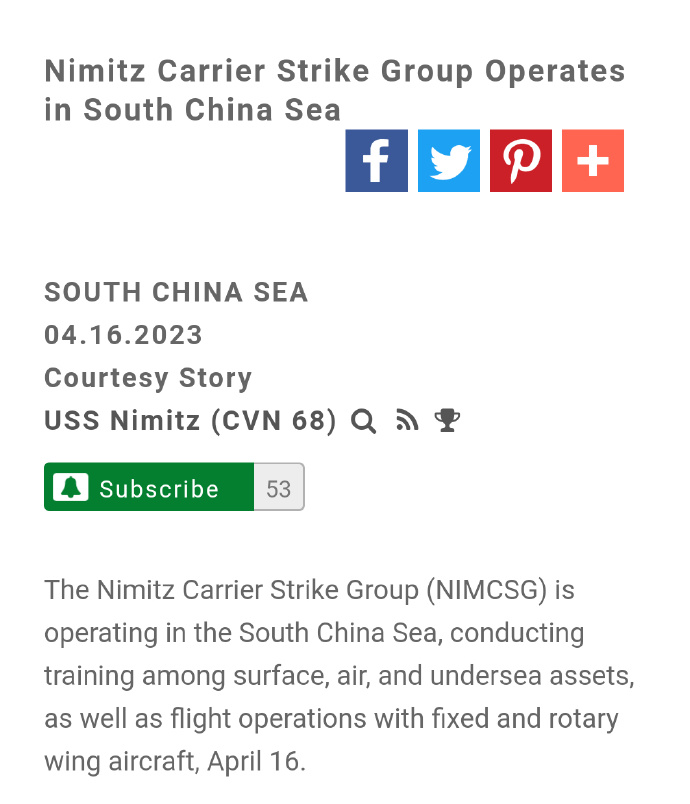 Nimitz Carrier Strike Group Operates
in South China Sea
SOUTH CHINA SEA
04.16.2023
Courtesy Story
USS Nimitz (CVN 68)
Subscribe 53
The Nimitz Carrier Strike Group (NIMCSG) is
operating in the South China Sea, conducting
training among surface, air, and undersea assets,
as well as flight operations with fixed and rotary
wing aircraft, April 16.